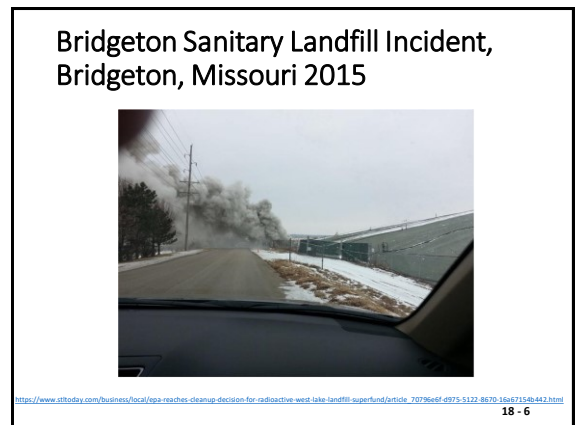 Bridgeton Sanitary Landfill Incident,
Bridgeton, Missouri 2015
https://www.stltoday.com/business/local/epa-reaches-cleanup-decision-for-radioactive-west-lake-landfill-superfund/article_70796e6f-d975-5122-8670-16a67154b442.html
18 - 6